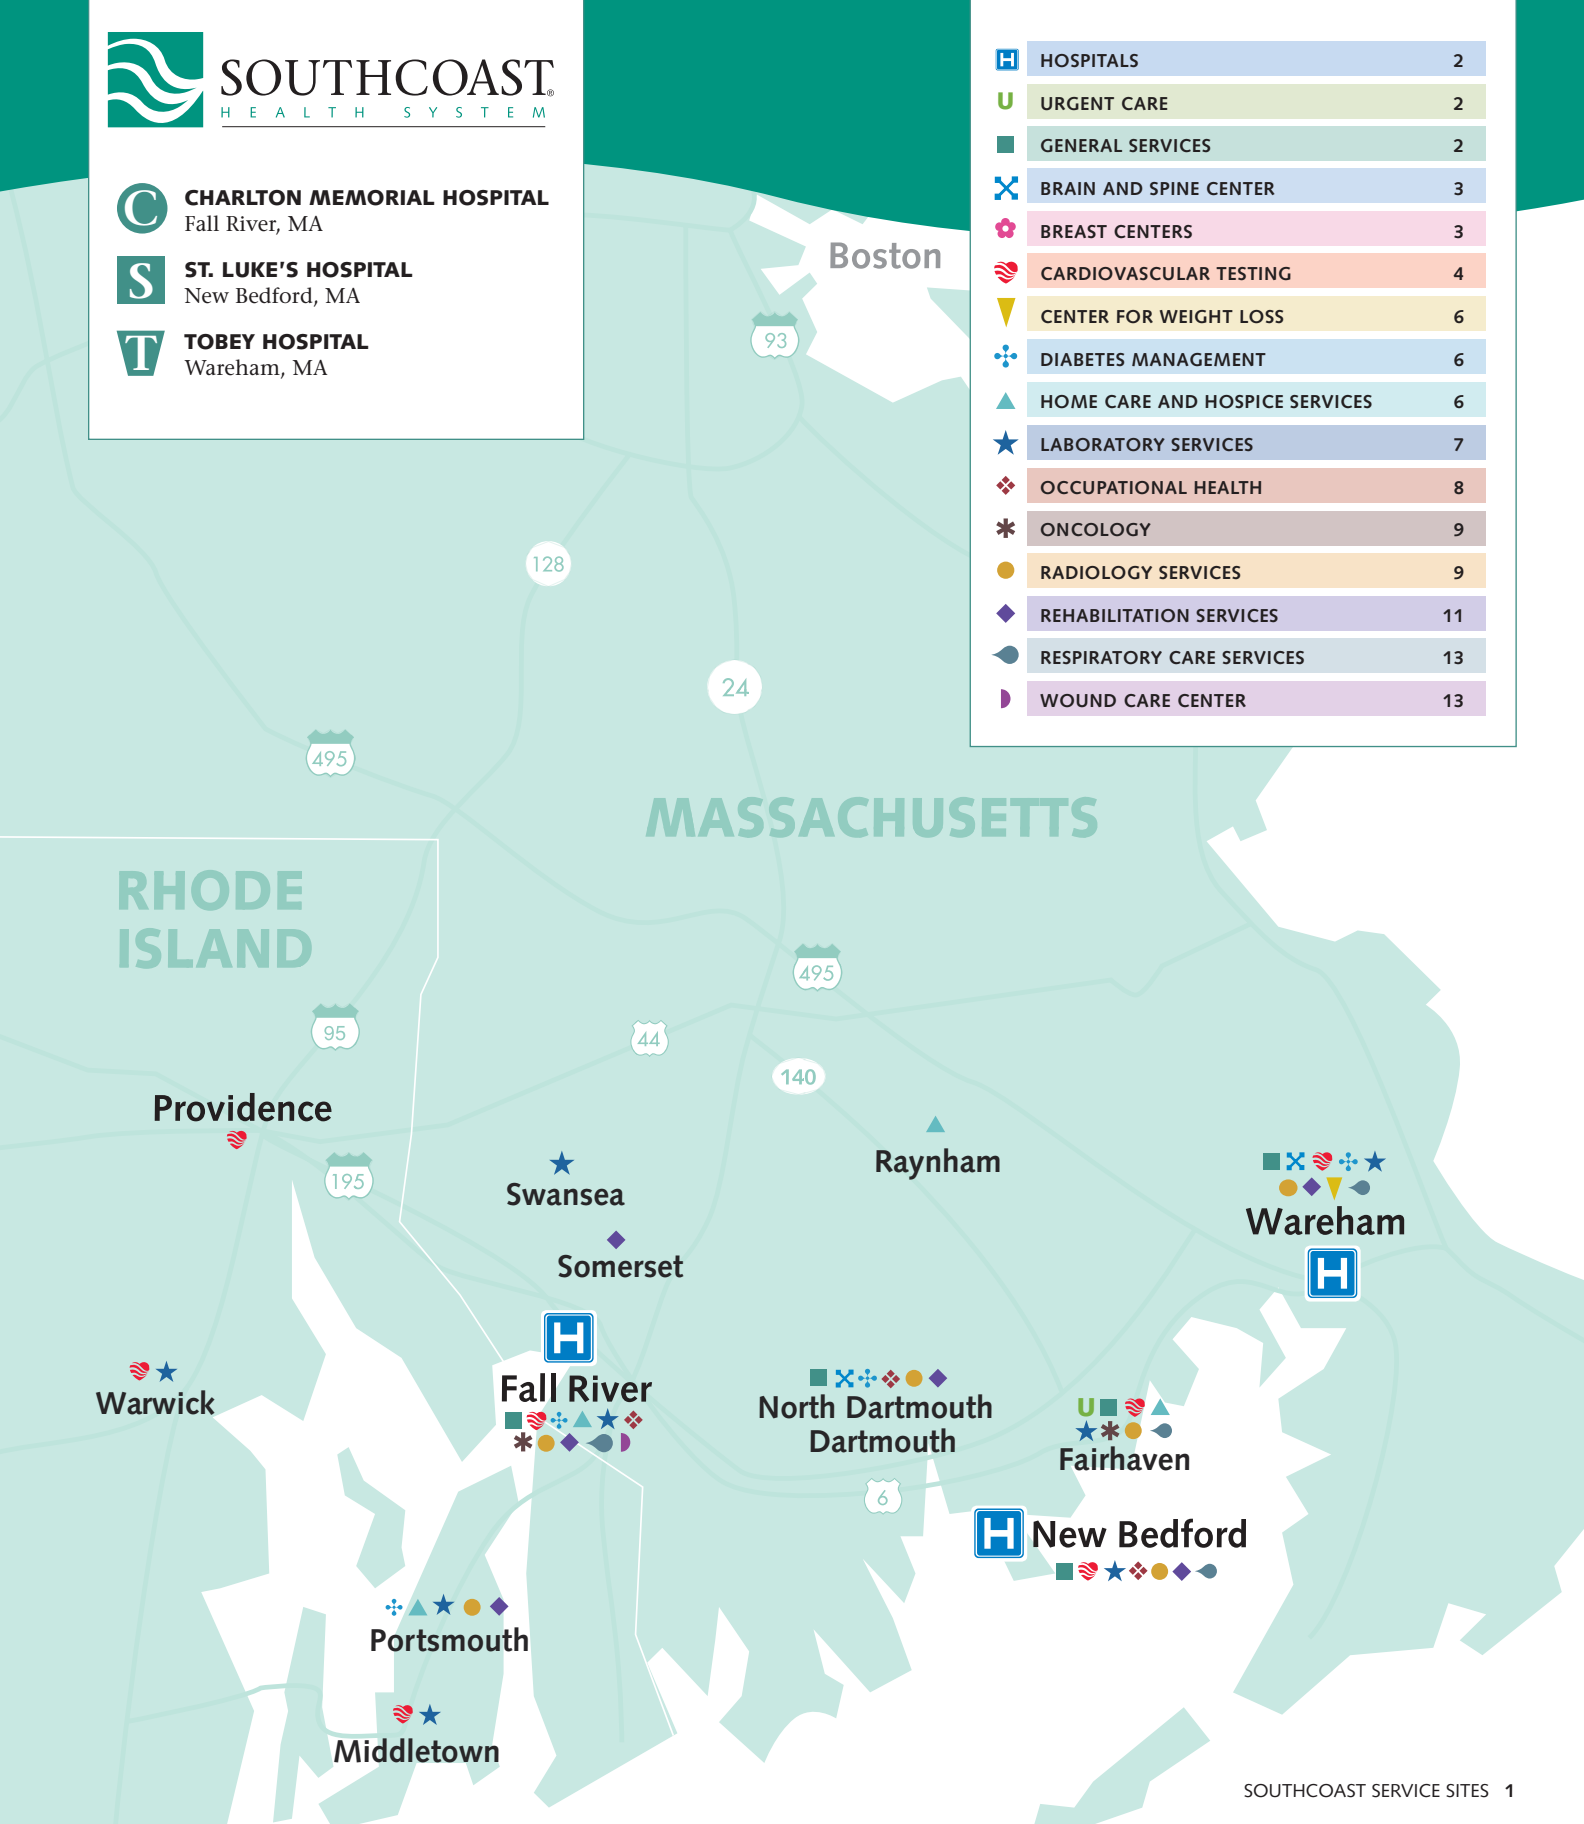 SOUTHCOAST®
HEALTH SYSTEM
C
CHARLTON MEMORIAL HOSPITAL
Fall River, MA
S
ST. LUKE'S HOSPITAL
New Bedford, MA
T
TOBEY HOSPITAL
Wareham, MA
H HOSPITALS 2
U URGENT CARE 2
GENERAL SERVICES 2
BRAIN AND SPINE CENTER 3
BREAST CENTERS 3
CARDIOVASCULAR TESTING 4
CENTER FOR WEIGHT LOSS 6
DIABETES MANAGEMENT 6
HOME CARE AND HOSPICE SERVICES 6
LABORATORY SERVICES 7
OCCUPATIONAL HEALTH 8
ONCOLOGY 9
RADIOLOGY SERVICES 9
REHABILITATION SERVICES 11
RESPIRATORY CARE SERVICES 13
WOUND CARE CENTER 13
Boston
93
128
24
495
MASSACHUSETTS
RHODE
ISLAND
495
95
44
140
Providence
195
Swansea
Raynham
Wareham
H
Somerset
H
Fall River
Warwick
North Dartmouth
Dartmouth
U
Fairhaven
6
H New Bedford
Portsmouth
Middletown
SOUTHCOAST SERVICE SITES 1